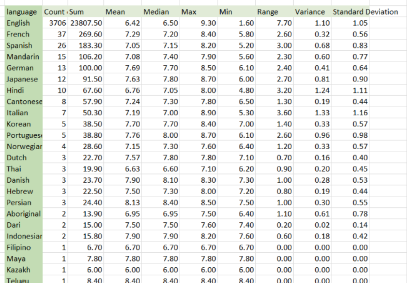 language Count Sum Mean Median Max Min Range Variance Standard Deviation
English 3706 23807.50 6.42 6.50 9.30 1.60 7.70 1.10 1.05
French 37 269.60 7.29 7.20 8.40 5.80 2.60 0.32 0.56
Spanish 26 183.30 7.05 7.15 8.20 5.20 3.00 0.68 0.83
Mandarin 15 106.20 7.08 7.40 7.90 5.60 2.30 0.60 0.77
German 13 100.00 7.69 7.70 8.50 6.10 2.40 0.41 0.64
Japanese 12 91.50 7.63 7.80 8.70 6.00 2.70 0.81 0.90
Hindi 10 67.60 6.76 7.05 8.00 4.80 3.20 1.24 1.11
Cantonese 8 57.90 7.24 7.30 7.80 6.50 1.30 0.19 0.44
Italian 7 50.30 7.19 7.00 8.90 5.30 3.60 1.33 1.16
Korean 5 38.50 7.70 7.70 8.40 7.00 1.40 0.33 0.57
Portugues 5 38.80 7.76 8.00 8.70 6.10 2.60 0.96 0.98
Norwegian 4 28.60 7.15 7.30 7.60 6.40 1.20 0.33 0.57
Dutch 3 22.70 7.57 7.80 7.80 7.10 0.70 0.16 0.40
Thai 3 19.90 6.63 6.60 7.10 6.20 0.90 0.20 0.45
Danish 3 23.70 7.90 8.10 8.30 7.30 1.00 0.28 0.53
Hebrew 3 22.50 7.50 7.30 8.00 7.20 0.80 0.19 0.44
Persian 3 24.40 8.13 8.40 8.50 7.50 1.00 0.30 0.55
Aboriginal 2 13.90 6.95 6.95 7.50 6.40 1.10 0.61 0.78
Dari 2 15.00 7.50 7.50 7.60 7.40 0.20 0.02 0.14
Indonesian 2 15.80 7.90 7.90 8.20 7.60 0.60 0.18 0.42
Filipino 1 6.70 6.70 6.70 6.70 6.70 0.00 0.00 0.00
Maya 1 7.80 7.80 7.80 7.80 7.80 0.00 0.00 0.00
Kazakh 1 6.00 6.00 6.00 6.00 6.00 0.00 0.00 0.00
Telugu 1 8.40 8.40 8.40 8.40 8.40 0.00 0.00 0.00